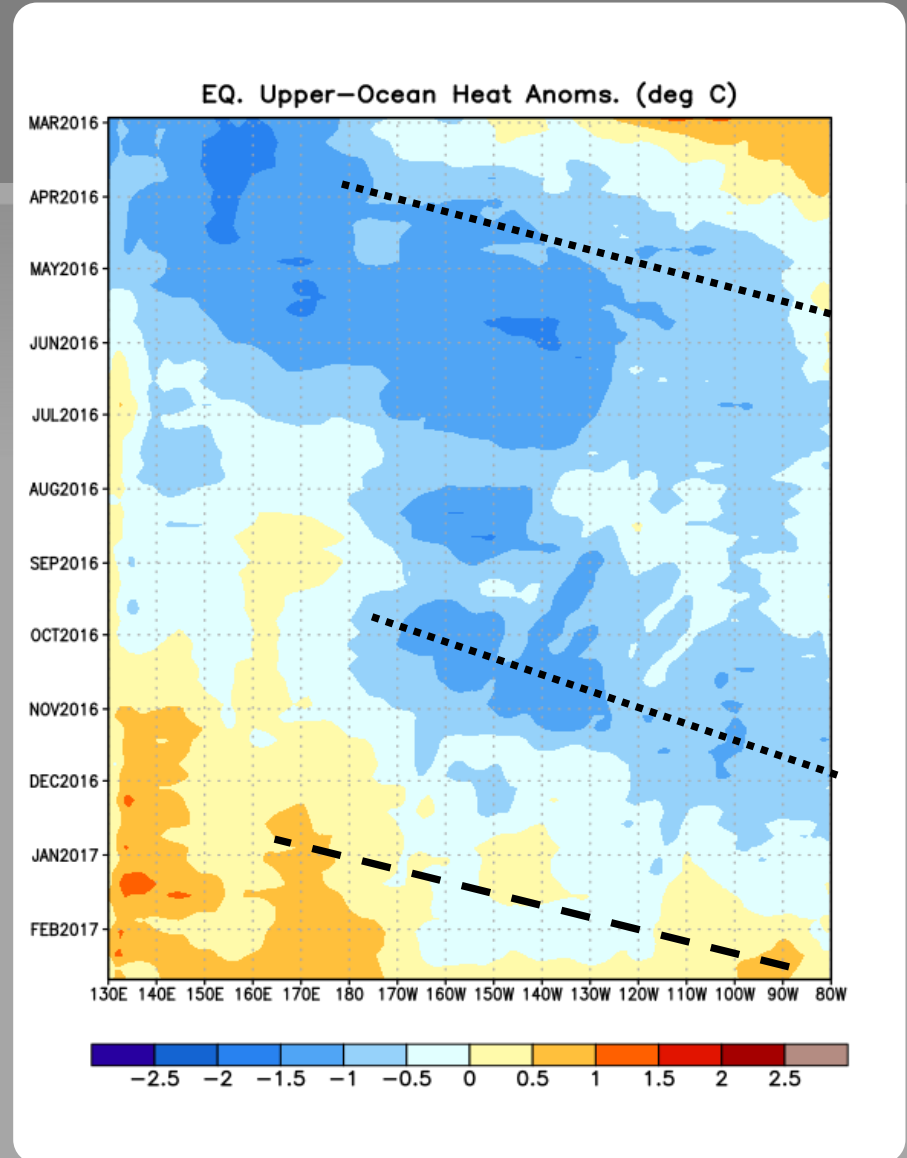 EQ. Upper-Ocean Heat Anoms. (deg C)
MAR2016
APR2016
MAY2016
JUN2016
JUL2016
AUG2016
SEP2016
OCT2016
NOV2016
DEC2016
JAN2017
FEB2017
130E 140E 150E 160E 170E 180 170W 160W 150W 140W 130W 120W 110W 100W 90W 80W
-2.5 -2 -1.5 -1 -0.5 0 0.5 1 1.5 2 2.5